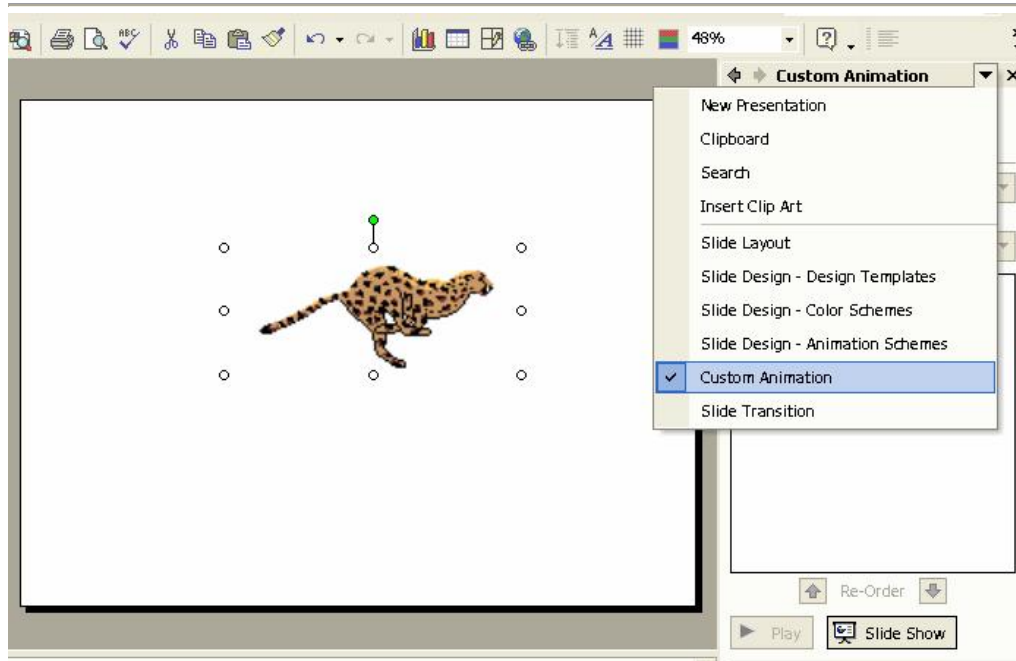 ABC
48%
Custom Animation
New Presentation
Clipboard
Search
Insert Clip Art
Slide Layout
Slide Design - Design Templates
Slide Design - Color Schemes
Slide Design - Animation Schemes
Custom Animation
Slide Transition
Re-Order
Play
Slide Show